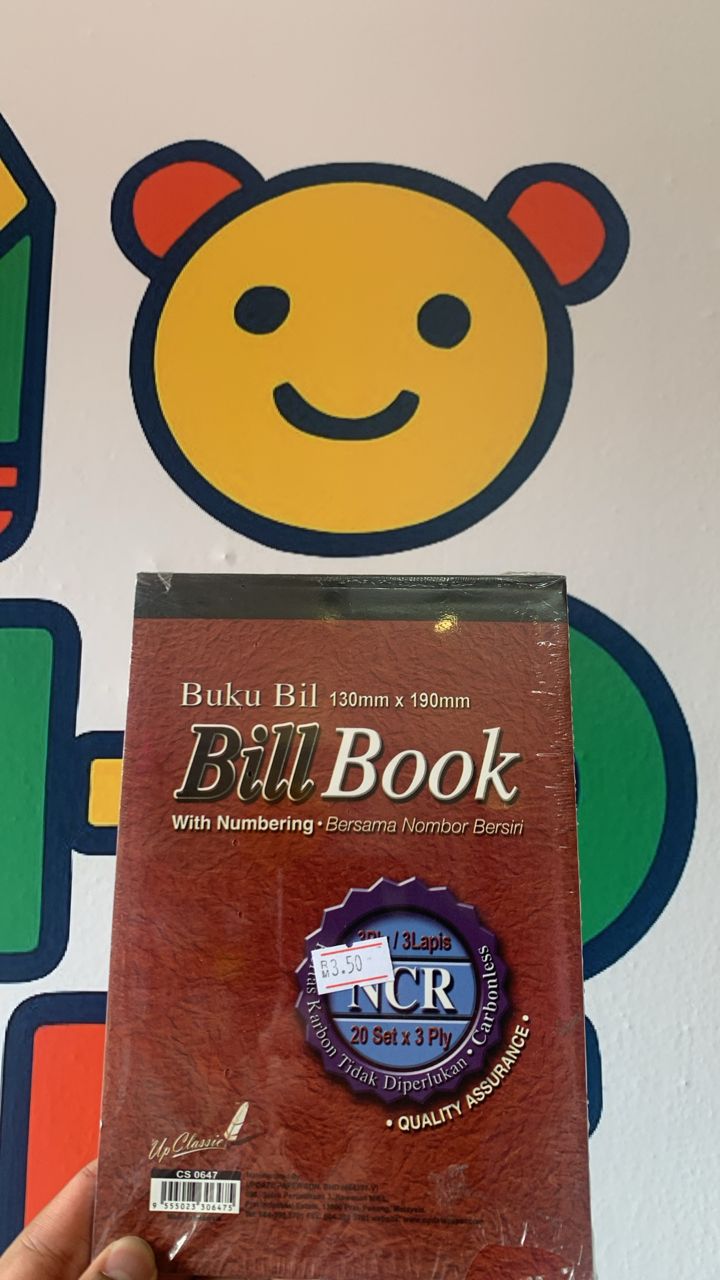 Buku Bil 130mm x 190mm
Bill Book
With Numbering • Bersama Nombor Bersiri
/ 3Lapis
RM3.50
NCR
20 Set x 3 Ply
Karbon Tidak Diperlukan • Carbonless
• QUALITY ASSURANCE •
Up Classic
CS 0647
9 555023 306475